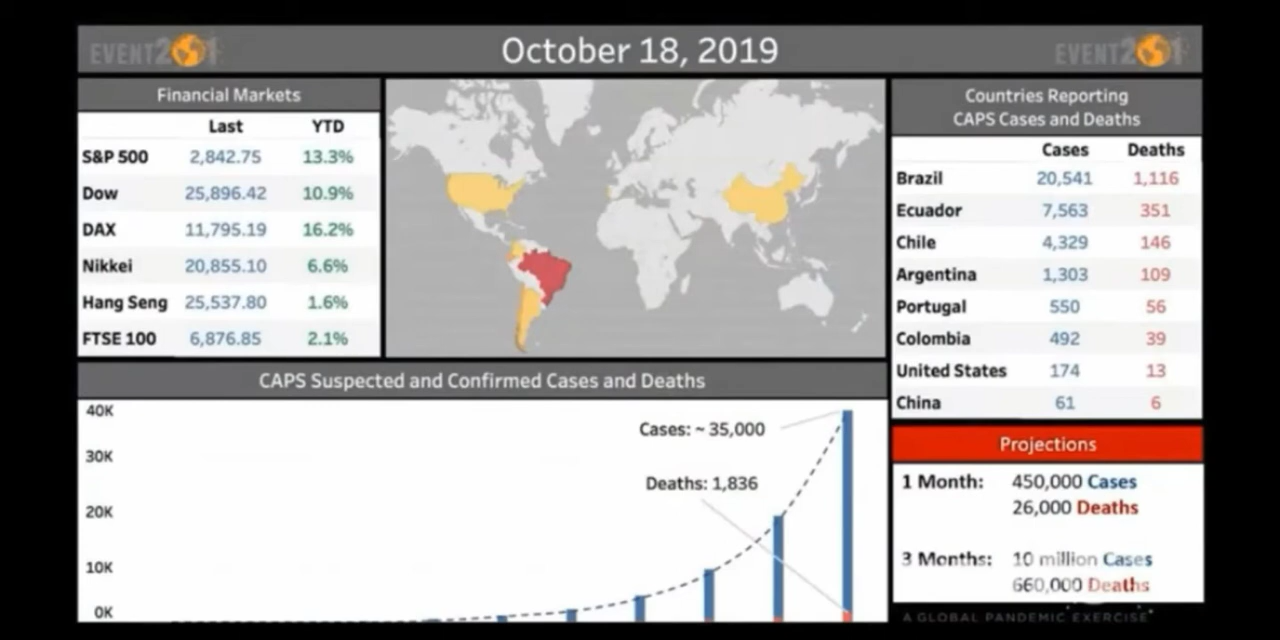 EVENT201
October 18, 2019
EVENT201
Financial Markets
Last YTD
S&P 500 2,842.75 13.3%
Dow 25,896.42 10.9%
DAX 11,795.19 16.2%
Nikkei 20,855.10 6.6%
Hang Seng 25,537.80 1.6%
FTSE 100 6,876.85 2.1%
Countries Reporting
CAPS Cases and Deaths
Cases Deaths
Brazil 20,541 1,116
Ecuador 7,563 351
Chile 4,329 146
Argentina 1,303 109
Portugal 550 56
Colombia 492 39
United States 174 13
China 61 6
CAPS Suspected and Confirmed Cases and Deaths
40K
30K
20K
10K
0K
Cases: ~ 35,000
Deaths: 1,836
Projections
1 Month: 450,000 Cases
26,000 Deaths
3 Months: 10 million Cases
660,000 Deaths
A GLOBAL PANDEMIC EXERCISE